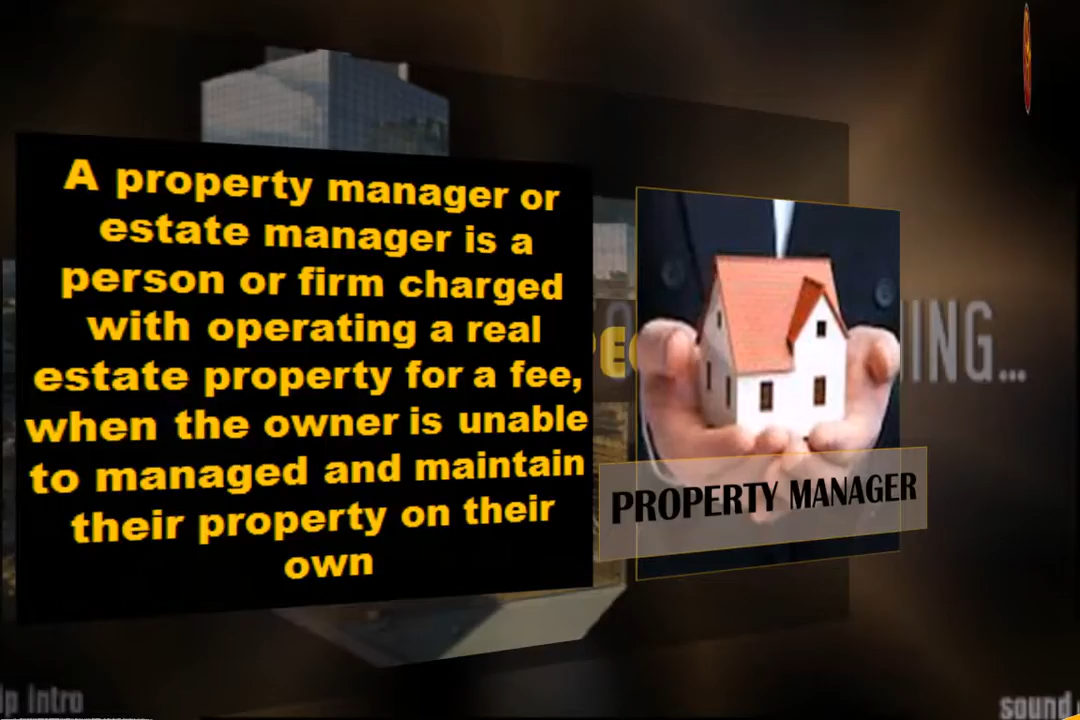 A property manager or
estate manager is a
person or firm charged
with operating a real
estate property for a fee,
when the owner is unable
to managed and maintain
their property on their
own
PROPERTY MANAGER
ING...
ip intro
sound